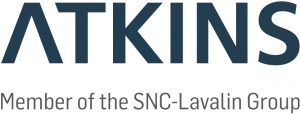 ATKINS
Member of the SNC-Lavalin Group